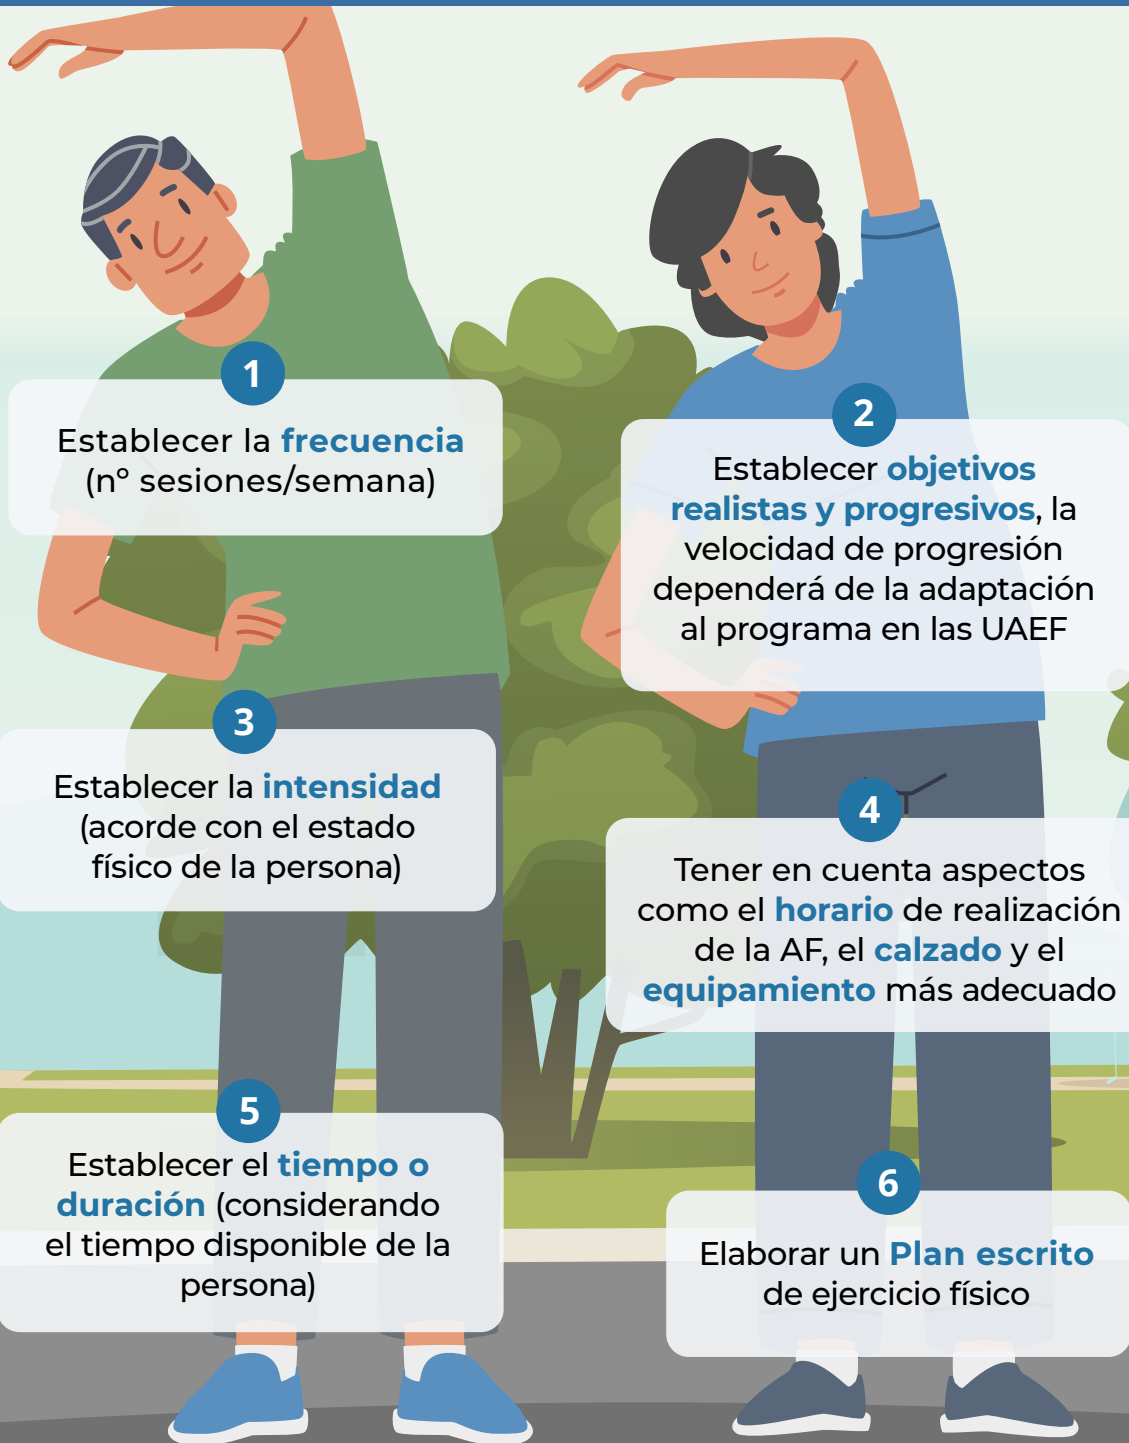 1
Establecer la frecuencia
(nº sesiones/semana)
2
Establecer objetivos
realistas y progresivos, la
velocidad de progresión
dependerá de la adaptación
al programa en las UAEF
3
Establecer la intensidad
(acorde con el estado
físico de la persona)
4
Tener en cuenta aspectos
como el horario de realización
de la AF, el calzado y el
equipamiento más adecuado
5
Establecer el tiempo o
duración (considerando
el tiempo disponible de la
persona)
6
Elaborar un Plan escrito
de ejercicio físico